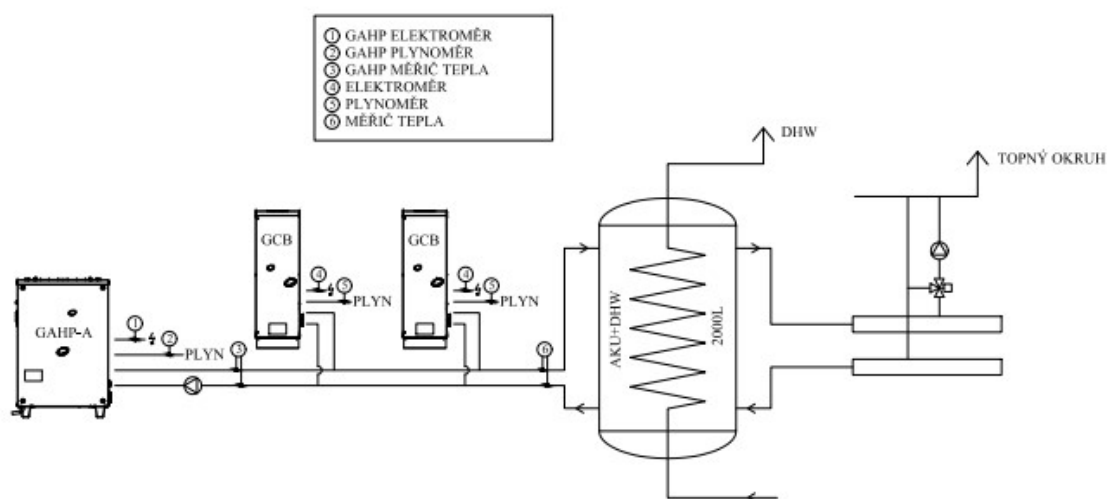 ① GAHP ELEKTROMĚR
② GAHP PLYNOMĚR
③ GAHP MĚŘIČ TEPLA
④ ELEKTROMĚR
⑤ PLYNOMĚR
⑥ MĚŘIČ TEPLA
DHW
TOPNÝ OKRUH
GCB
④
⑤
PLYN
GCB
④
⑤
PLYN
GAHP-A
①
②
PLYN
③
⑥
AKU+DHW
2000L